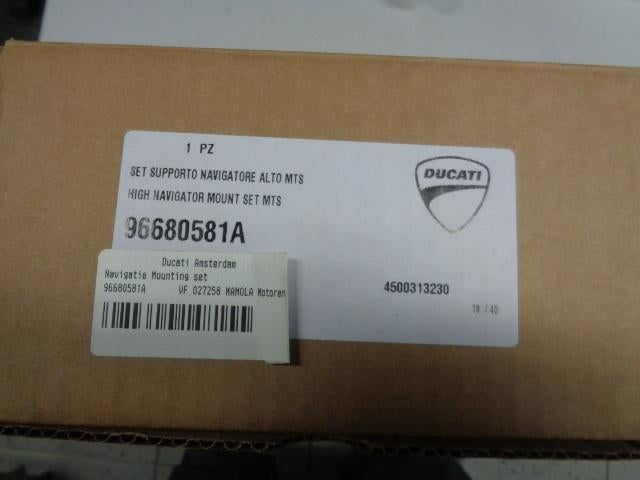 1 PZ
SET SUPPORTO NAVIGATORE ALTO MTS
HIGH NAVIGATOR MOUNT SET MTS
96680581A
DUCATI
4500313230
18 / 40
Ducati Amsterdam
Navigatie Mounting set
96680581A VF 027258 MAMOLA Motoren